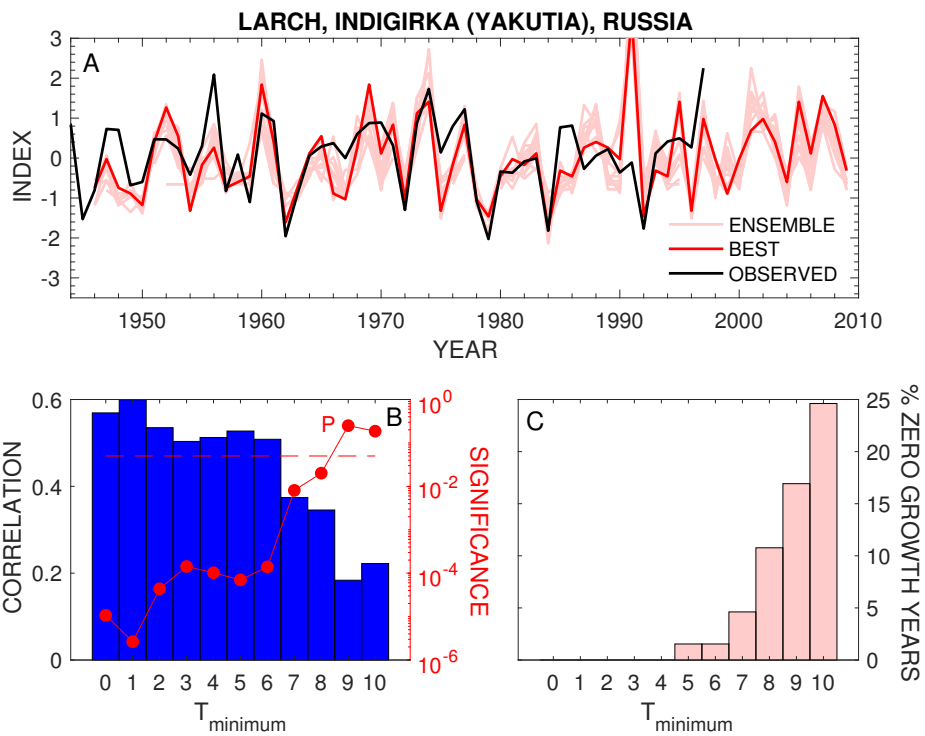 LARCH, INDIGIRKA (YAKUTIA), RUSSIA
A
3
2
1
0
-1
-2
-3
INDEX
ENSEMBLE
BEST
OBSERVED
1950 1960 1970 1980 1990 2000 2010
YEAR
B
P
0.6
0.4
0.2
0
CORRELATION
10^0
10^-2
10^-4
10^-6
SIGNIFICANCE
0 1 2 3 4 5 6 7 8 9 10
T_minimum
C
25
20
15
10
5
0
% ZERO GROWTH YEARS
0 1 2 3 4 5 6 7 8 9 10
T_minimum